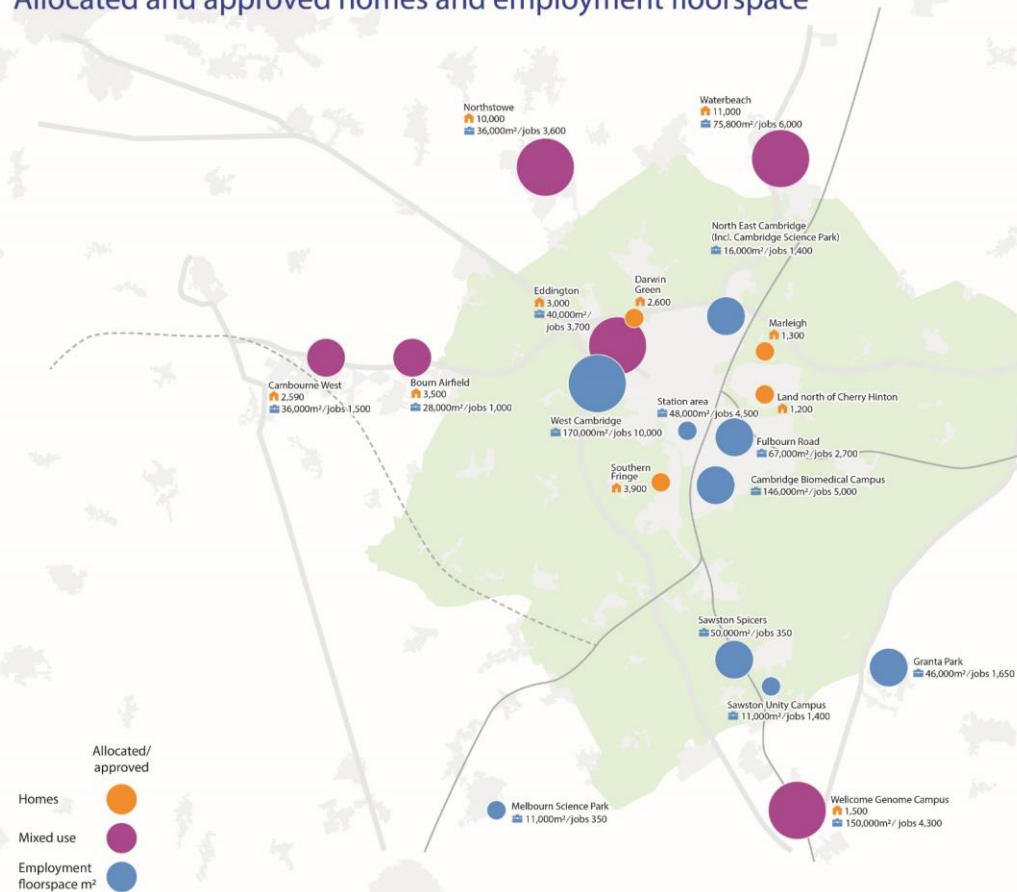 Allocated and approved homes and employment floorspace
Northstowe
10,000
36,000m²/jobs 3,600
Waterbeach
11,000
75,800m²/jobs 6,000
North East Cambridge
(Incl. Cambridge Science Park)
16,000m²/jobs 1,400
Eddington
3,000
40,000m²/
jobs 3,700
Darwin
Green
2,600
Marleigh
1,300
Cambourne West
2,590
36,000m²/jobs 1,500
Bourn Airfield
3,500
28,000m²/jobs 1,000
Land north of Cherry Hinton
1,200
West Cambridge
170,000m²/jobs 10,000
Station area
48,000m²/jobs 4,500
Fulbourn Road
67,000m²/jobs 2,700
Southern
Fringe
3,900
Cambridge Biomedical Campus
146,000m²/jobs 5,000
Sawston Spicers
50,000m²/jobs 350
Granta Park
46,000m²/jobs 1,650
Sawston Unity Campus
11,000m²/jobs 1,400
Melbourn Science Park
11,000m²/jobs 350
Wellcome Genome Campus
1,500
150,000m²/jobs 4,300
Allocated/
approved
Homes
Mixed use
Employment
floorspace m²